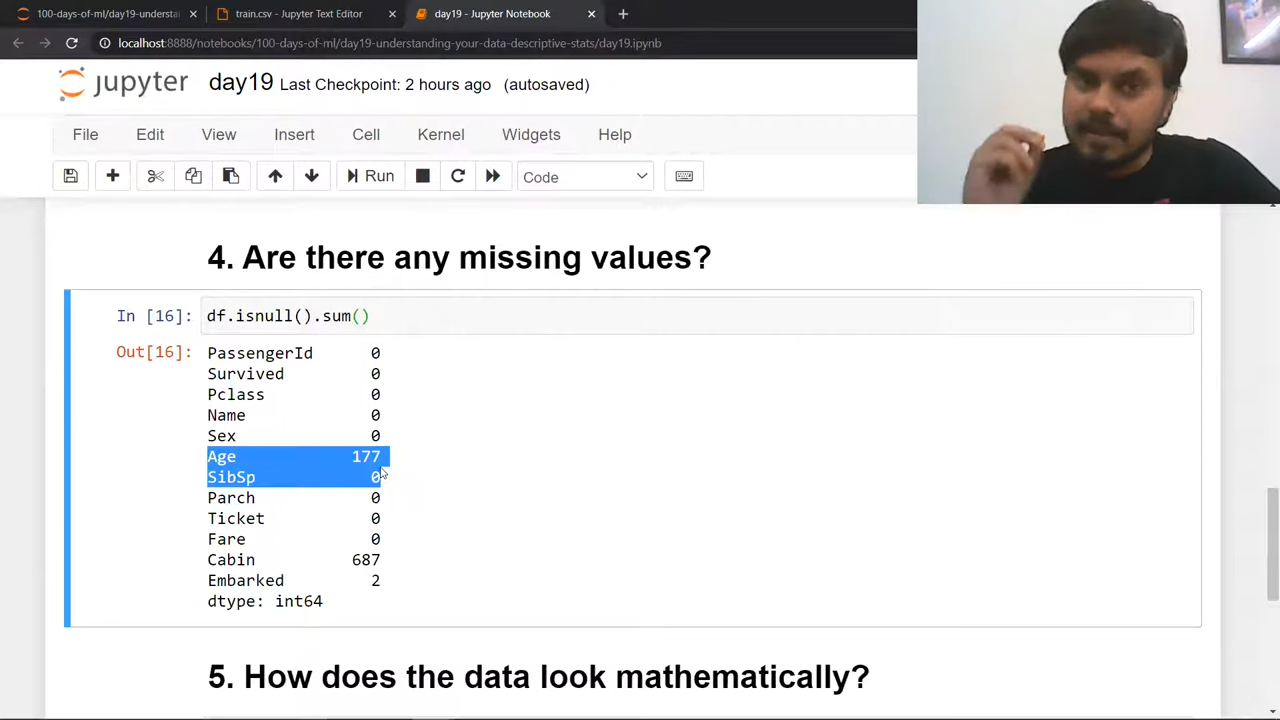 100-days-of-ml/day19-understa
train.csv - Jupyter Text Editor
day19 - Jupyter Notebook
localhost:8888/notebooks/100-days-of-ml/day19-understanding-your-data-descriptive-stats/day19.ipynb
jupyter day19 Last Checkpoint: 2 hours ago (autosaved)
File Edit View Insert Cell Kernel Widgets Help
Run Code
4. Are there any missing values?
In [16]: df.isnull().sum()
Out[16]: PassengerId 0
Survived 0
Pclass 0
Name 0
Sex 0
Age 177
SibSp 0
Parch 0
Ticket 0
Fare 0
Cabin 687
Embarked 2
dtype: int64
5. How does the data look mathematically?